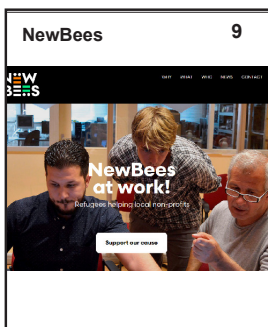 NewBees 9
NEW
BEES
WHY WHAT WHO NEWS CONTACT
NewBees
at work!
Refugees helping local non-profits
Support our cause